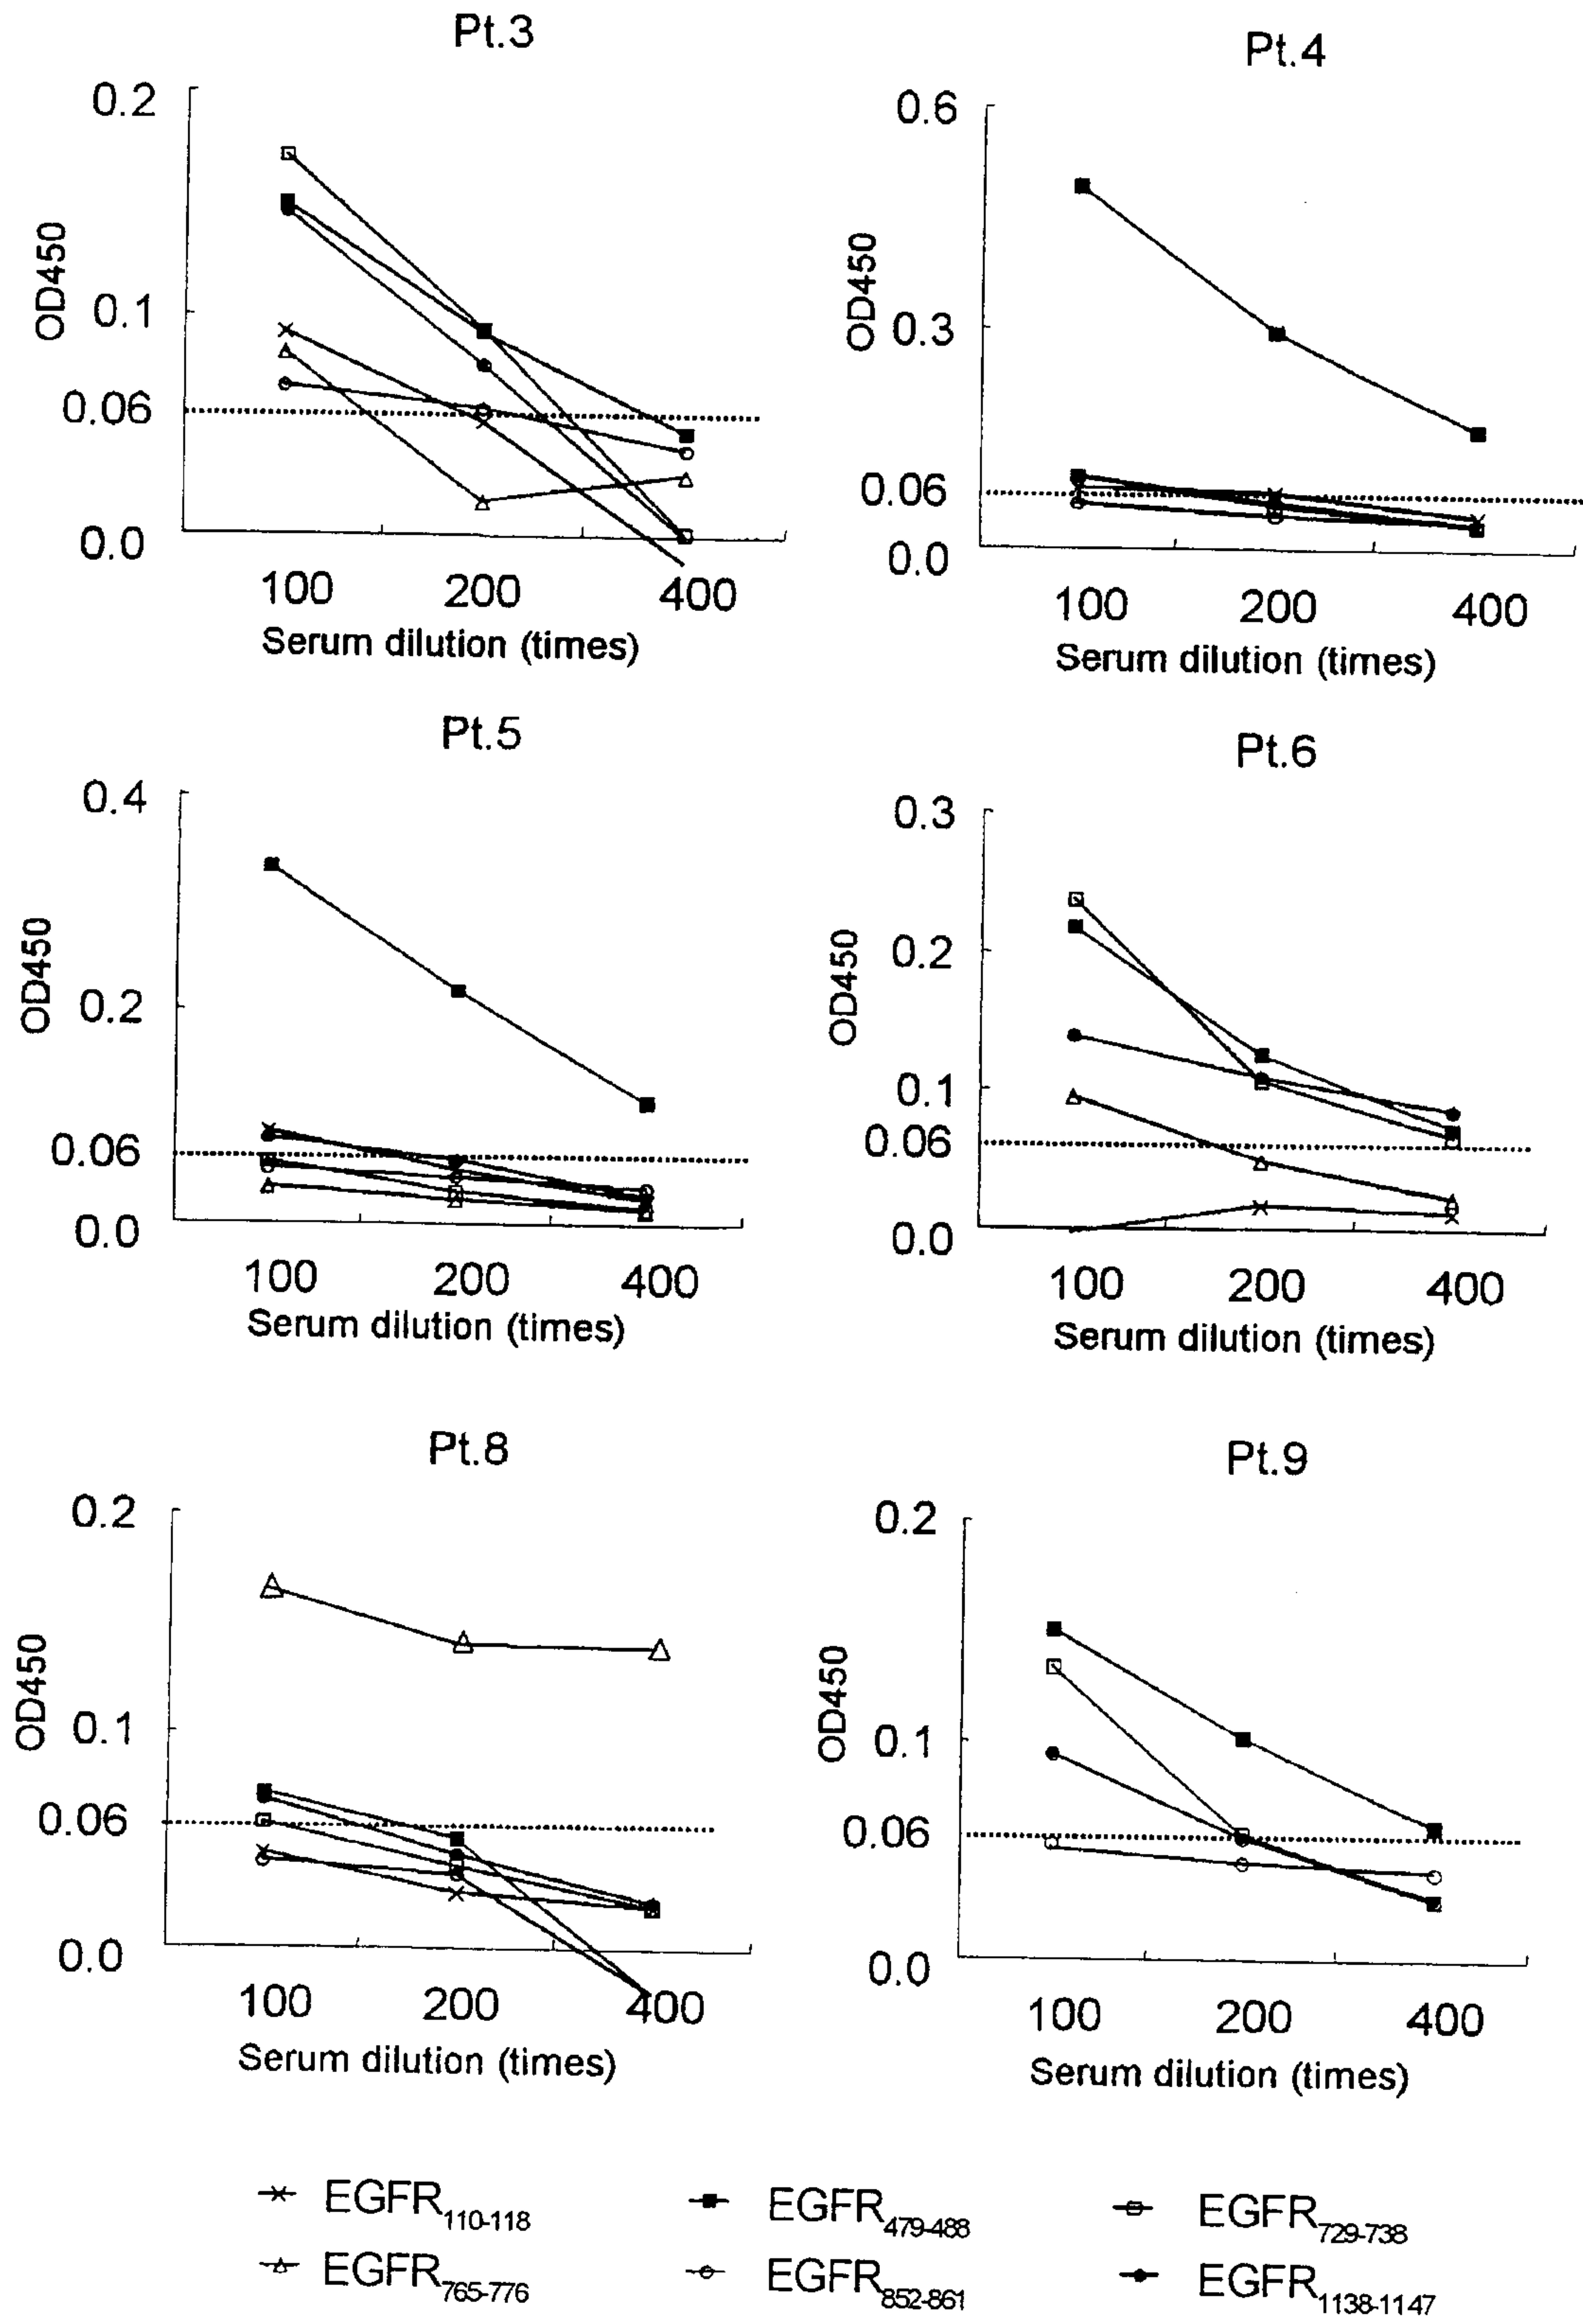 Pt.3
0.2
OD450
0.1
0.06
0.0
100 200 400
Serum dilution (times)
Pt.4
0.6
OD450
0.3
0.06
0.0
100 200 400
Serum dilution (times)
Pt.5
0.4
OD450
0.2
0.06
0.0
100 200 400
Serum dilution (times)
Pt.6
0.3
0.2
OD450
0.1
0.06
0.0
100 200 400
Serum dilution (times)
Pt.8
0.2
OD450
0.1
0.06
0.0
100 200 400
Serum dilution (times)
Pt.9
0.2
OD450
0.1
0.06
0.0
100 200 400
Serum dilution (times)
EGFR110-118 EGFR479-488 EGFR729-738
EGFR765-776 EGFR852-861 EGFR1138-1147